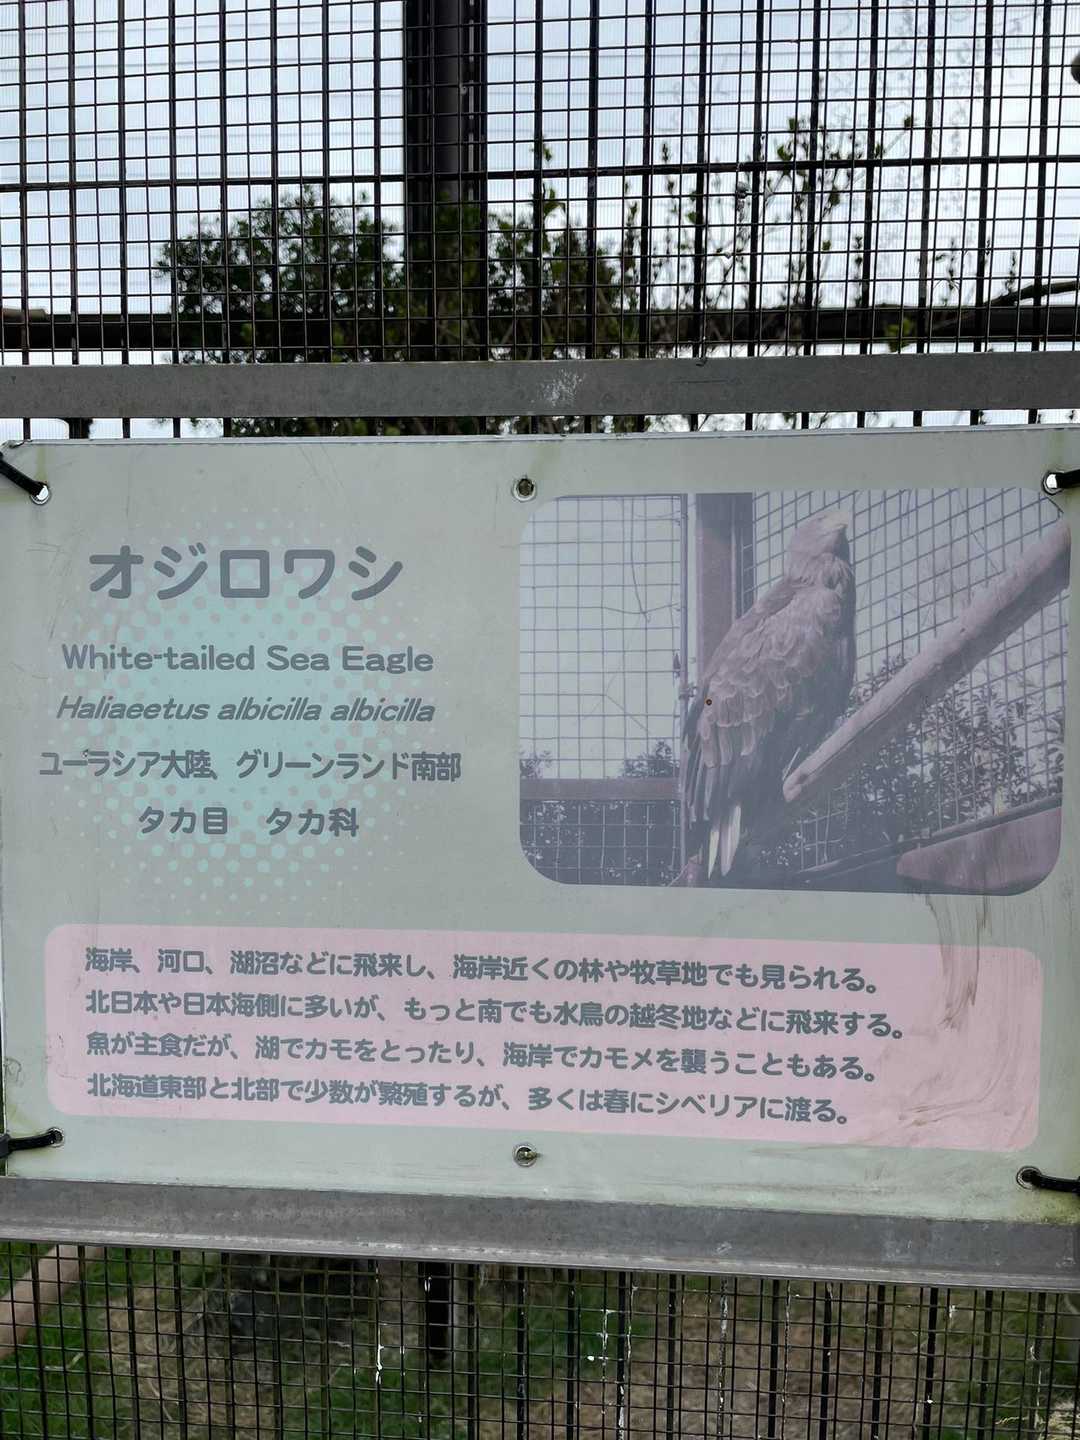 オジロワシ
White-tailed Sea Eagle
Haliaeetus albicilla albicilla
ユーラシア大陸、グリーンランド南部
タカ目　タカ科
海岸、河口、湖沼などに飛来し、海岸近くの林や牧草地でも見られる。
北日本や日本海側に多いが、もっと南でも水鳥の越冬地などに飛来する。
魚が主食だが、湖でカモをとったり、海岸でカモメを襲うこともある。
北海道東部と北部で少数が繁殖するが、多くは春にシベリアに渡る。